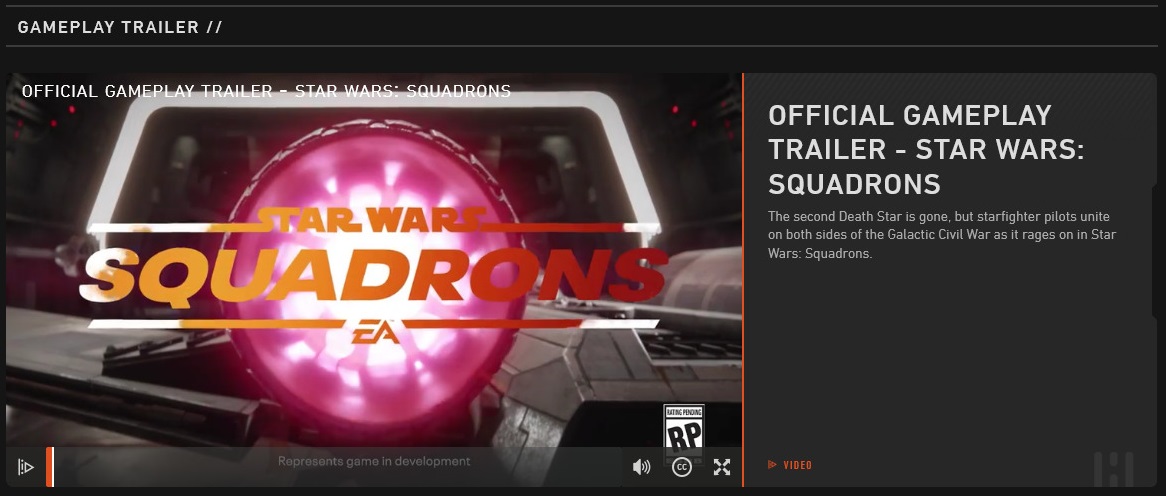 GAMEPLAY TRAILER //
OFFICIAL GAMEPLAY TRAILER - STAR WARS: SQUADRONS
STAR WARS
SQUADRONS
EA
RATING PENDING
RP
Represents game in development
CC
OFFICIAL GAMEPLAY
TRAILER - STAR WARS:
SQUADRONS
The second Death Star is gone, but starfighter pilots unite
on both sides of the Galactic Civil War as it rages on in Star
Wars: Squadrons.
VIDEO